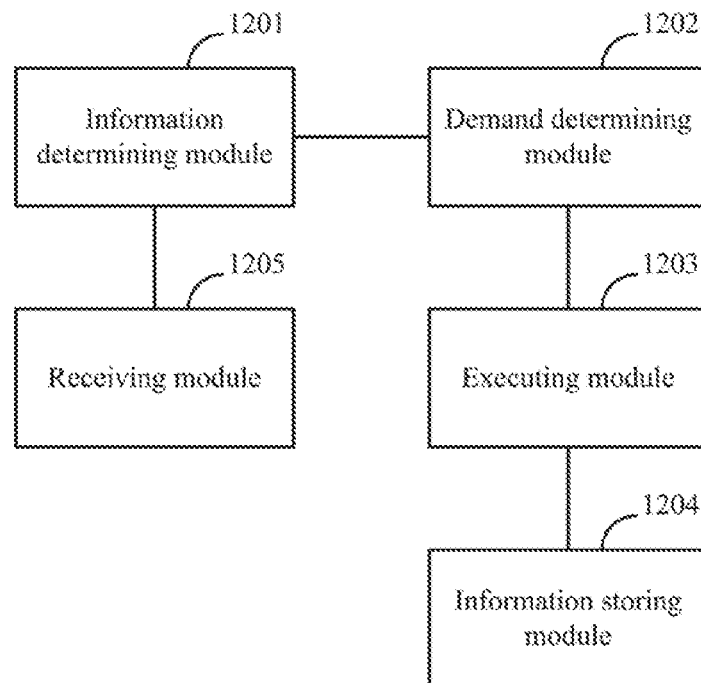 1201
1202
Information
determining module
Demand determining
module
1205
1203
Receiving module
Executing module
1204
Information storing
module